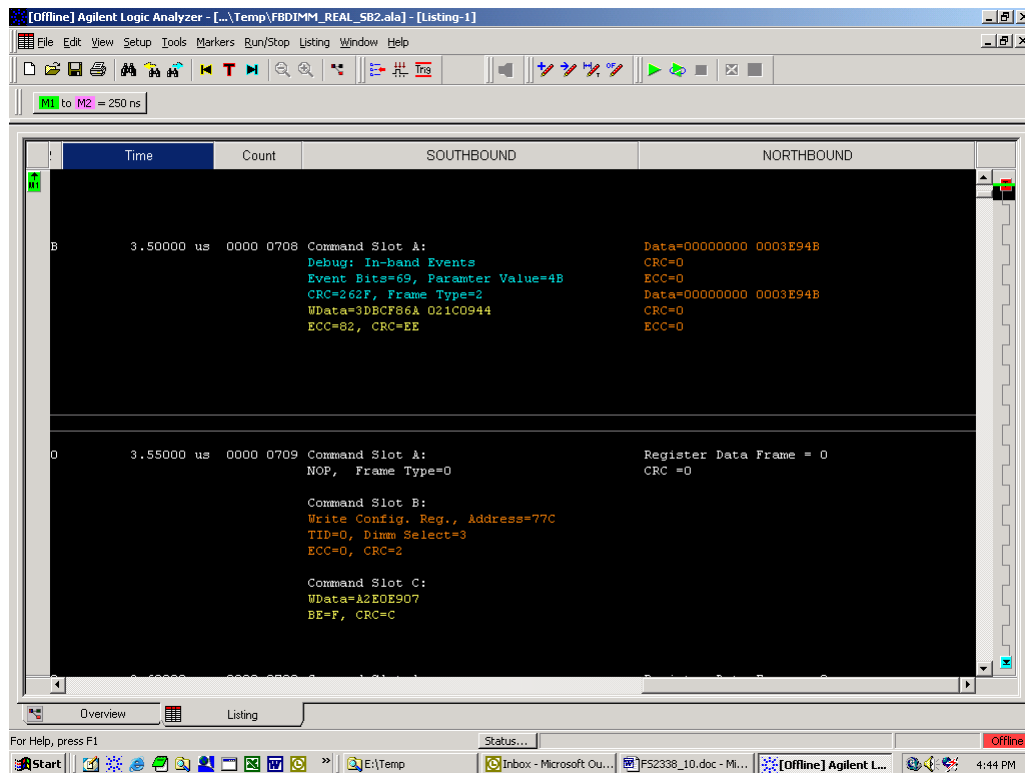 [Offline] Agilent Logic Analyzer - [...\Temp\FBDIMM_REAL_SB2.ala] - [Listing-1]
File Edit View Setup Tools Markers Run/Stop Listing Window Help
M1 to M2 = 250 ns
Time Count SOUTHBOUND NORTHBOUND
M1
B 3.50000 us 0000 0708 Command Slot A: Data=00000000 0003E94B
Debug: In-band Events CRC=0
Event Bits=69, Paramter Value=4B ECC=0
CRC=262F, Frame Type=2 Data=00000000 0003E94B
WData=3DBCF86A 021C0944 CRC=0
ECC=82, CRC=EE ECC=0
0 3.55000 us 0000 0709 Command Slot A: Register Data Frame = 0
NOP, Frame Type=0 CRC =0
Command Slot B:
Write Config. Reg., Address=77C
TID=0, Dimm Select=3
ECC=0, CRC=2
Command Slot C:
WData=A2E0E907
BE=F, CRC=C
Overview Listing
For Help, press F1 Status... Offline
Start E:\Temp Inbox - Microsoft Ou... FS2338_10.doc - Mi... [Offline] Agilent L... 4:44 PM